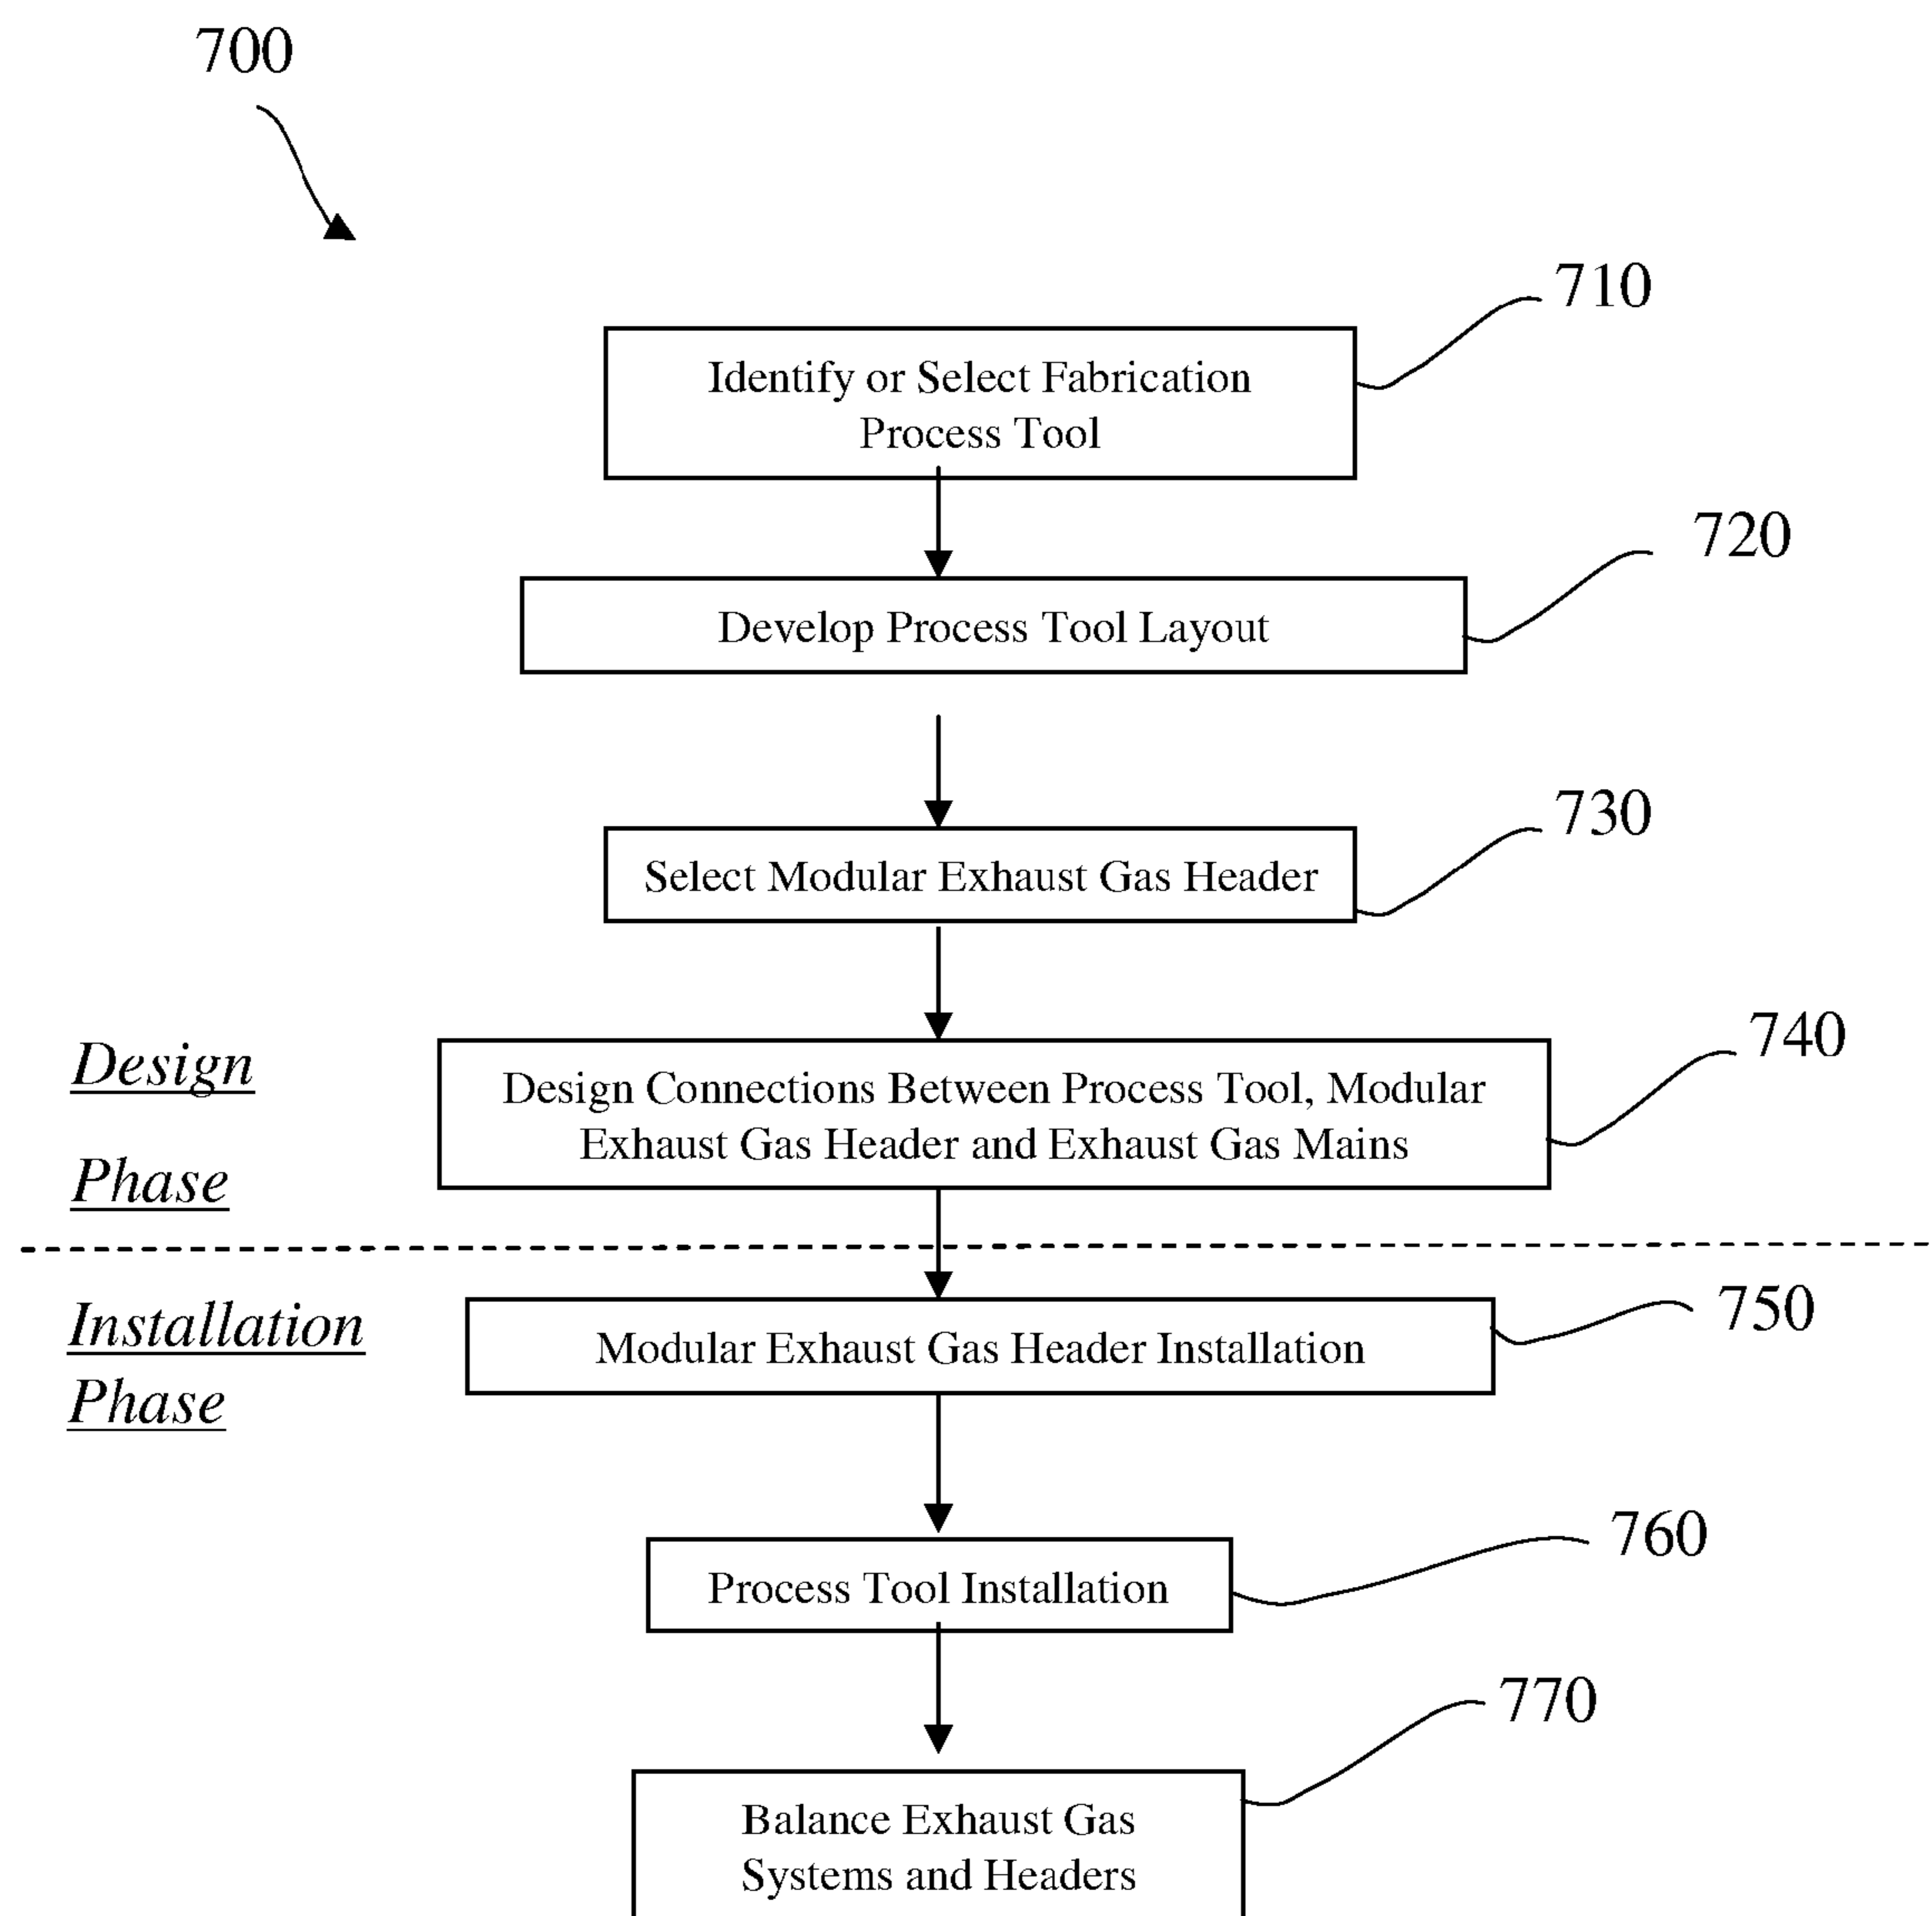 700
710
Identify or Select Fabrication
Process Tool
720
Develop Process Tool Layout
730
Select Modular Exhaust Gas Header
740
Design
Phase
Design Connections Between Process Tool, Modular
Exhaust Gas Header and Exhaust Gas Mains
750
Installation
Phase
Modular Exhaust Gas Header Installation
760
Process Tool Installation
770
Balance Exhaust Gas
Systems and Headers